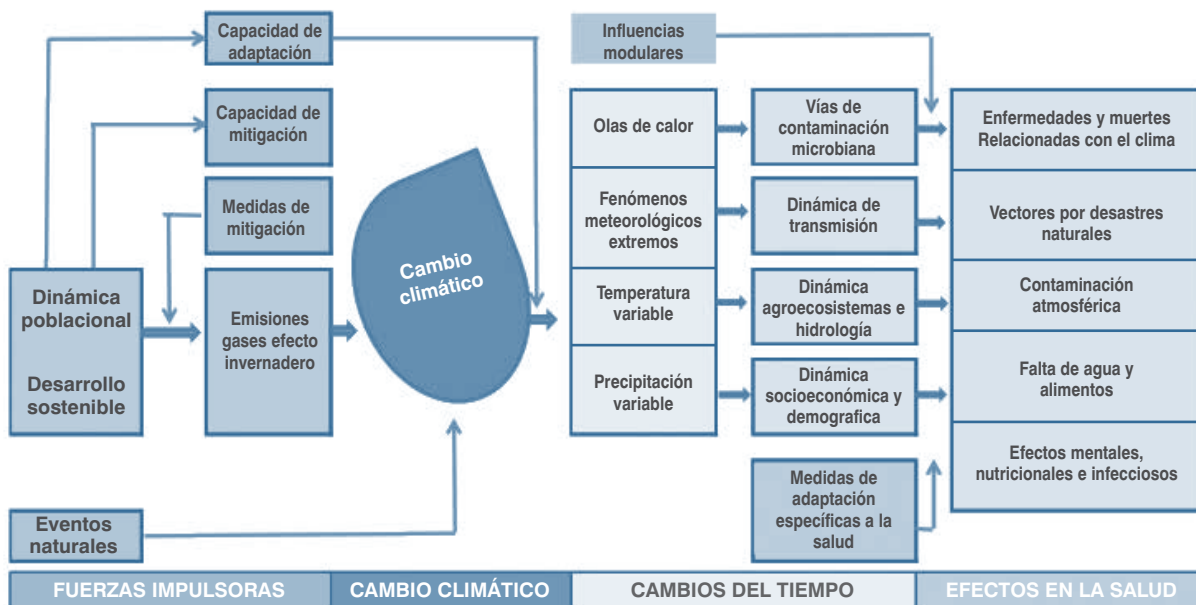 Capacidad de
adaptación
Capacidad de
mitigación
Medidas de
mitigación
Dinámica
poblacional
Desarrollo
sostenible
Emisiones
gases efecto
invernadero
Eventos
naturales
Cambio
climático
Influencias
modulares
Olas de calor
Fenómenos
meteorológicos
extremos
Temperatura
variable
Precipitación
variable
Vías de
contaminación
microbiana
Dinámica de
transmisión
Dinámica
agroecosistemas e
hidrología
Dinámica
socioeconómica y
demografica
Medidas de
adaptación
específicas a la
salud
Enfermedades y muertes
Relacionadas con el clima
Vectores por desastres
naturales
Contaminación
atmosférica
Falta de agua y
alimentos
Efectos mentales,
nutricionales e infecciosos
FUERZAS IMPULSORAS
CAMBIO CLIMÁTICO
CAMBIOS DEL TIEMPO
EFECTOS EN LA SALUD